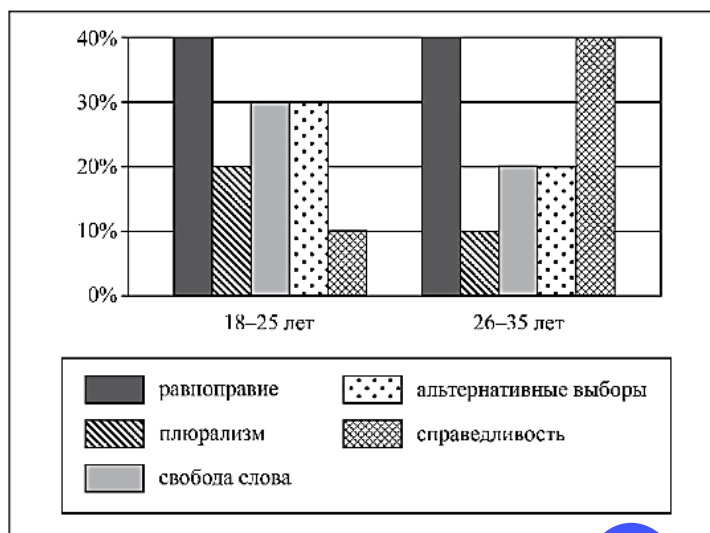 40%
30%
20%
10%
0%
18–25 лет
26–35 лет
равноправие
альтернативные выборы
плюрализм
справедливость
свобода слова